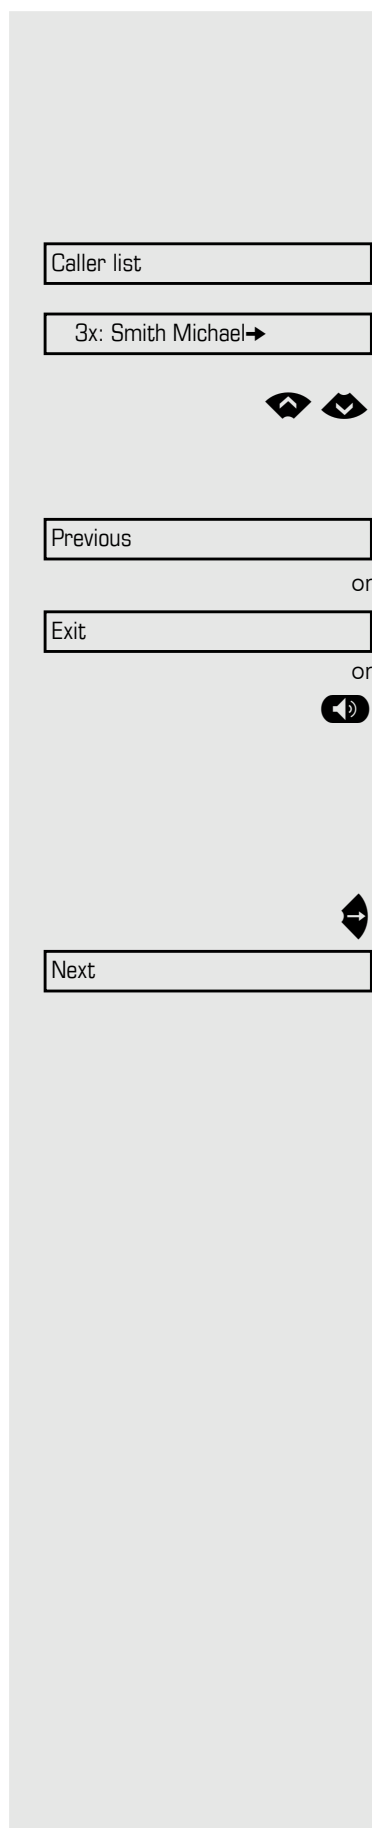 Caller list
3x: Smith Michael→
Previous
or
Exit
or
Next